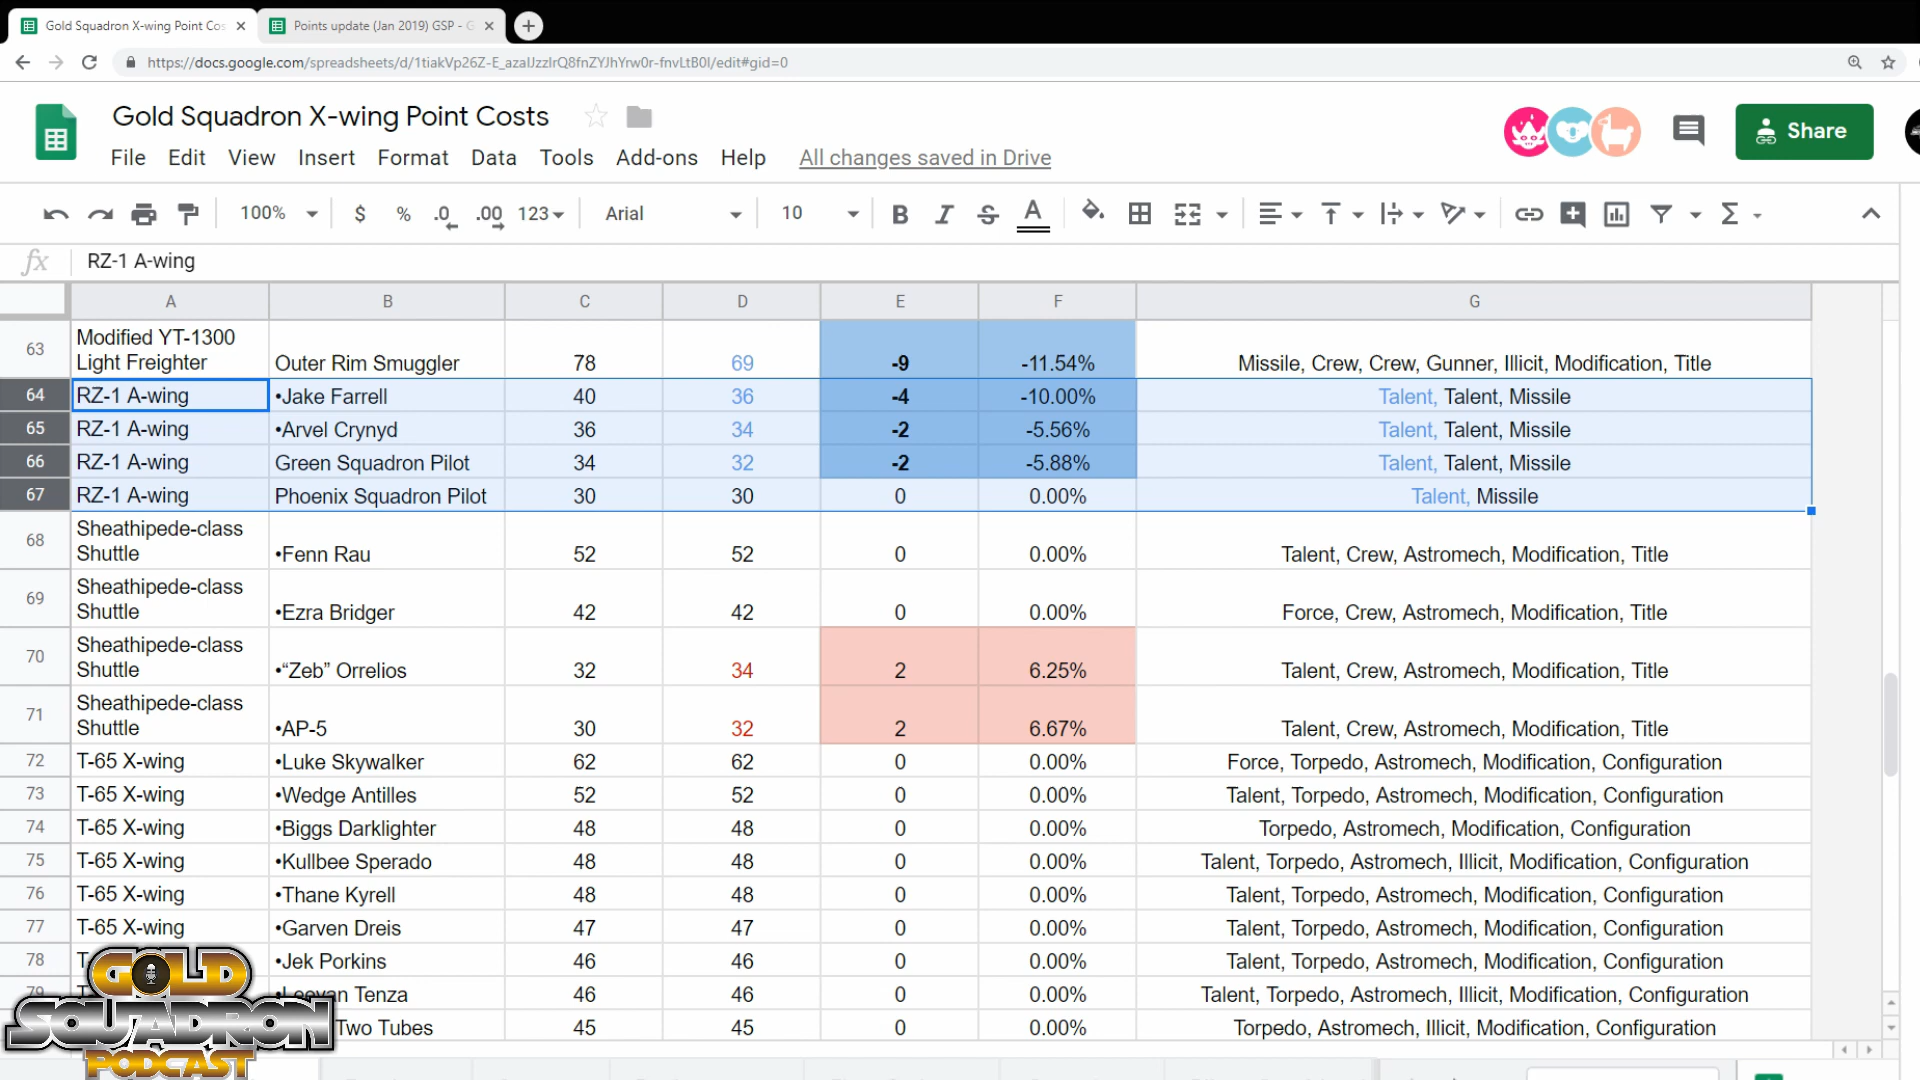 Gold Squadron X-wing Point Cos
Points update (Jan 2019) GSP - G
https://docs.google.com/spreadsheets/d/1tiakVp26Z-E_azalJzzlrQ8fnZYJhYrw0r-fnvLtB0I/edit#gid=0
Gold Squadron X-wing Point Costs
Share
File Edit View Insert Format Data Tools Add-ons Help All changes saved in Drive
100% $ % .0 .00 123 Arial 10 B I S A Σ
fx RZ-1 A-wing
A B C D E F G
63 Modified YT-1300 Light Freighter Outer Rim Smuggler 78 69 -9 -11.54% Missile, Crew, Crew, Gunner, Illicit, Modification, Title
64 RZ-1 A-wing •Jake Farrell 40 36 -4 -10.00% Talent, Talent, Missile
65 RZ-1 A-wing •Arvel Crynyd 36 34 -2 -5.56% Talent, Talent, Missile
66 RZ-1 A-wing Green Squadron Pilot 34 32 -2 -5.88% Talent, Talent, Missile
67 RZ-1 A-wing Phoenix Squadron Pilot 30 30 0 0.00% Talent, Missile
68 Sheathipede-class Shuttle •Fenn Rau 52 52 0 0.00% Talent, Crew, Astromech, Modification, Title
69 Sheathipede-class Shuttle •Ezra Bridger 42 42 0 0.00% Force, Crew, Astromech, Modification, Title
70 Sheathipede-class Shuttle •“Zeb” Orrelios 32 34 2 6.25% Talent, Crew, Astromech, Modification, Title
71 Sheathipede-class Shuttle •AP-5 30 32 2 6.67% Talent, Crew, Astromech, Modification, Title
72 T-65 X-wing •Luke Skywalker 62 62 0 0.00% Force, Torpedo, Astromech, Modification, Configuration
73 T-65 X-wing •Wedge Antilles 52 52 0 0.00% Talent, Torpedo, Astromech, Modification, Configuration
74 T-65 X-wing •Biggs Darklighter 48 48 0 0.00% Torpedo, Astromech, Modification, Configuration
75 T-65 X-wing •Kullbee Sperado 48 48 0 0.00% Talent, Torpedo, Astromech, Illicit, Modification, Configuration
76 T-65 X-wing •Thane Kyrell 48 48 0 0.00% Talent, Torpedo, Astromech, Modification, Configuration
77 T-65 X-wing •Garven Dreis 47 47 0 0.00% Talent, Torpedo, Astromech, Modification, Configuration
78 •Jek Porkins 46 46 0 0.00% Talent, Torpedo, Astromech, Modification, Configuration
79 •Leevan Tenza 46 46 0 0.00% Talent, Torpedo, Astromech, Illicit, Modification, Configuration
Two Tubes 45 45 0 0.00% Torpedo, Astromech, Illicit, Modification, Configuration
GOLD
SQUADRON
PODCAST